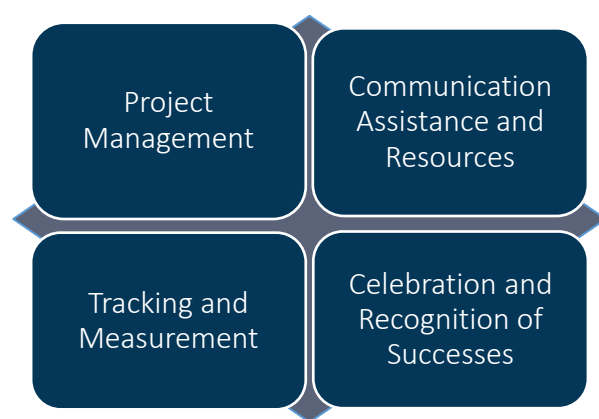 Project
Management
Communication
Assistance and
Resources
Tracking and
Measurement
Celebration and
Recognition of
Successes